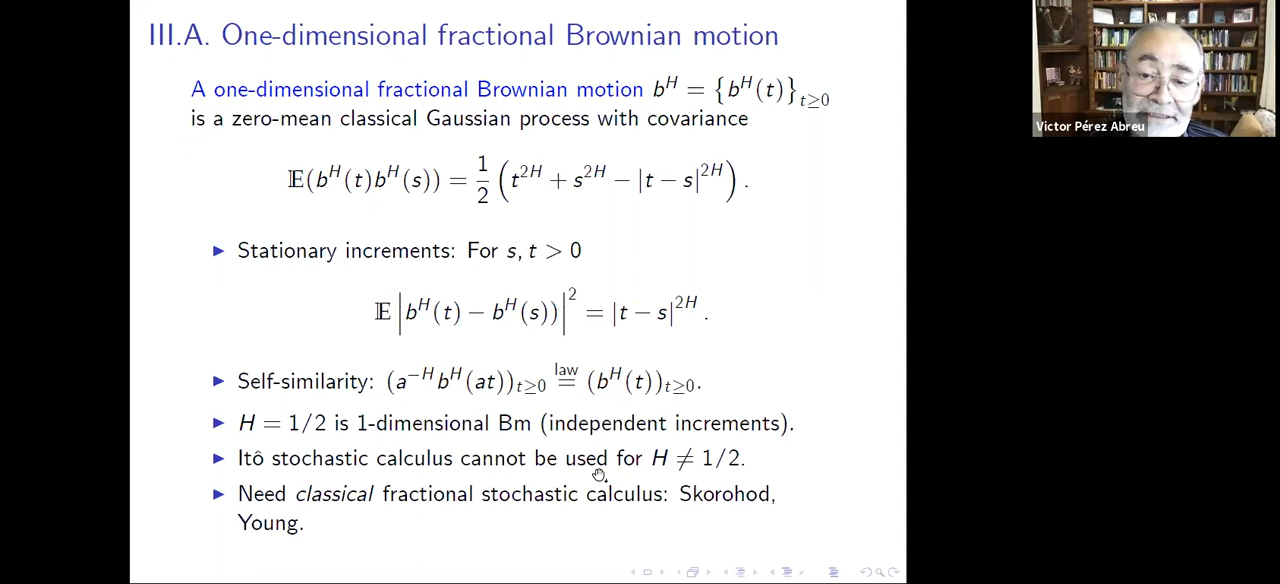 III.A. One-dimensional fractional Brownian motion
A one-dimensional fractional Brownian motion b^H = {b^H(t)}_{t≥0}
is a zero-mean classical Gaussian process with covariance
𝔼(b^H(t)b^H(s)) = 1/2 (t^{2H} + s^{2H} − |t − s|^{2H}) .
▶ Stationary increments: For s, t > 0
𝔼 |b^H(t) − b^H(s))|^2 = |t − s|^{2H} .
▶ Self-similarity: (a^{−H}b^H(at))_{t≥0} law= (b^H(t))_{t≥0}.
▶ H = 1/2 is 1-dimensional Bm (independent increments).
▶ Itô stochastic calculus cannot be used for H ≠ 1/2.
▶ Need classical fractional stochastic calculus: Skorohod,
Young.
Victor Pérez Abreu